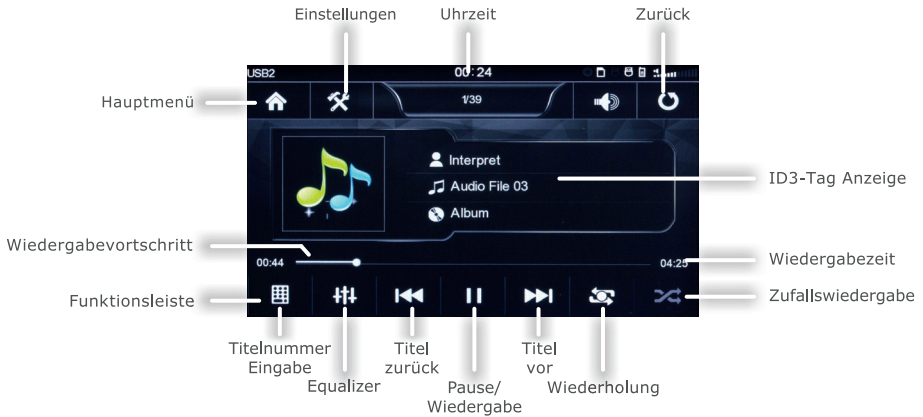 Einstellungen
Uhrzeit
Zurück
USB2
00:24
Hauptmenü
1/39
Interpret
Audio File 03
ID3-Tag Anzeige
Album
Wiedergabevortschritt
00:44
04:25
Wiedergabezeit
Funktionsleiste
Zufallswiedergabe
Titelnummer
Eingabe
Equalizer
Titel
zurück
Pause/
Wiedergabe
Titel
vor
Wiederholung